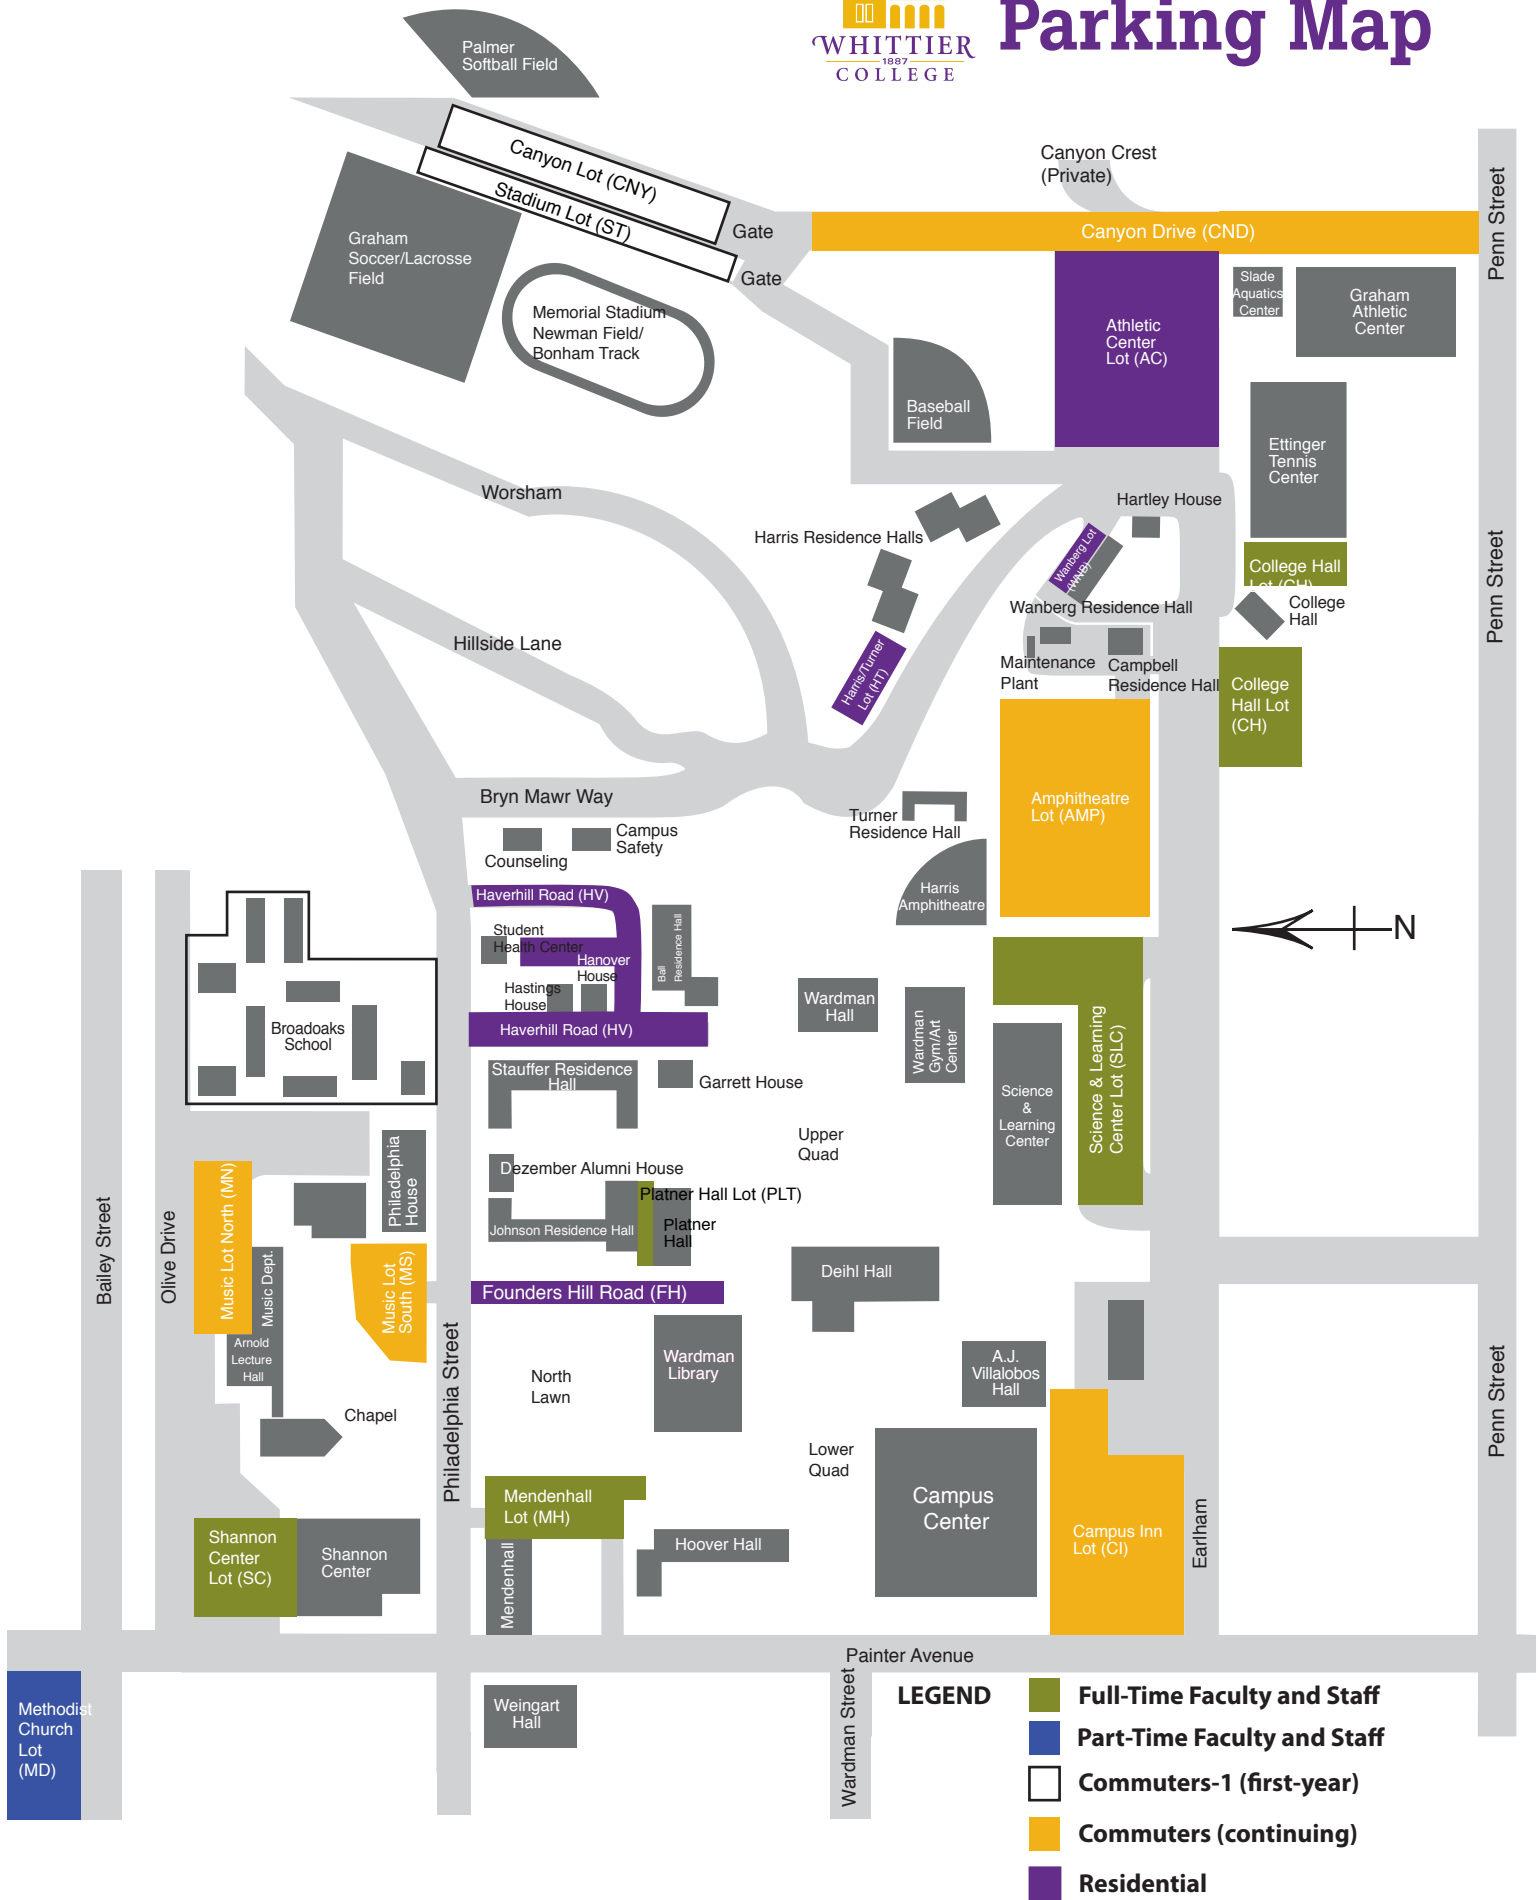 WHITTIER
1887
COLLEGE
Parking Map
Palmer
Softball Field
Canyon Lot (CNY)
Stadium Lot (ST)
Gate
Gate
Canyon Crest
(Private)
Canyon Drive (CND)
Penn Street
Graham
Soccer/Lacrosse
Field
Memorial Stadium
Newman Field/
Bonham Track
Slade
Aquatics
Center
Graham
Athletic
Center
Athletic
Center
Lot (AC)
Baseball
Field
Ettinger
Tennis
Center
Worsham
Hartley House
Harris Residence Halls
Wanberg Lot
(WNB)
College Hall
Lot (CH)
Penn Street
Wanberg Residence Hall
College
Hall
Hillside Lane
Harris/Turner
Lot (HT)
Maintenance
Plant
Campbell
Residence Hall
College
Hall Lot
(CH)
Bryn Mawr Way
Amphitheatre
Lot (AMP)
Turner
Residence Hall
Counseling
Campus
Safety
Haverhill Road (HV)
Harris
Amphitheatre
Student
Health Center
Hanover
House
Hastings
House
Ball
Residence Hall
N
Wardman
Hall
Wardman
Gym/Art
Center
Broadoaks
School
Haverhill Road (HV)
Science & Learning
Center Lot (SLC)
Stauffer Residence
Hall
Garrett House
Science
&
Learning
Center
Upper
Quad
Philadelphia
House
Dezember Alumni House
Platner Hall Lot (PLT)
Johnson Residence Hall
Platner
Hall
Bailey Street
Olive Drive
Music Lot North (MN)
Music Dept.
Music Lot
South (MS)
Founders Hill Road (FH)
Deihl Hall
Arnold
Lecture
Hall
Philadelphia Street
Wardman
Library
North
Lawn
A.J.
Villalobos
Hall
Penn Street
Chapel
Lower
Quad
Campus
Center
Mendenhall
Lot (MH)
Campus Inn
Lot (CI)
Earlham
Shannon
Center
Lot (SC)
Shannon
Center
Mendenhall
Hoover Hall
Painter Avenue
Methodist
Church
Lot
(MD)
Weingart
Hall
Wardman Street
LEGEND
Full-Time Faculty and Staff
Part-Time Faculty and Staff
Commuters-1 (first-year)
Commuters (continuing)
Residential